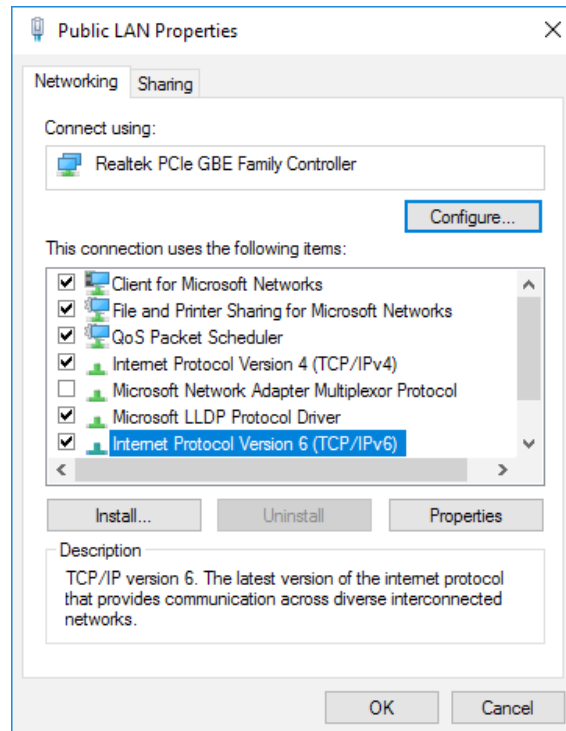 Public LAN Properties
Networking
Sharing
Connect using:
Realtek PCIe GBE Family Controller
Configure...
This connection uses the following items:
Client for Microsoft Networks
File and Printer Sharing for Microsoft Networks
QoS Packet Scheduler
Internet Protocol Version 4 (TCP/IPv4)
Microsoft Network Adapter Multiplexor Protocol
Microsoft LLDP Protocol Driver
Internet Protocol Version 6 (TCP/IPv6)
Install...
Uninstall
Properties
Description
TCP/IP version 6. The latest version of the internet protocol
that provides communication across diverse interconnected
networks.
OK
Cancel